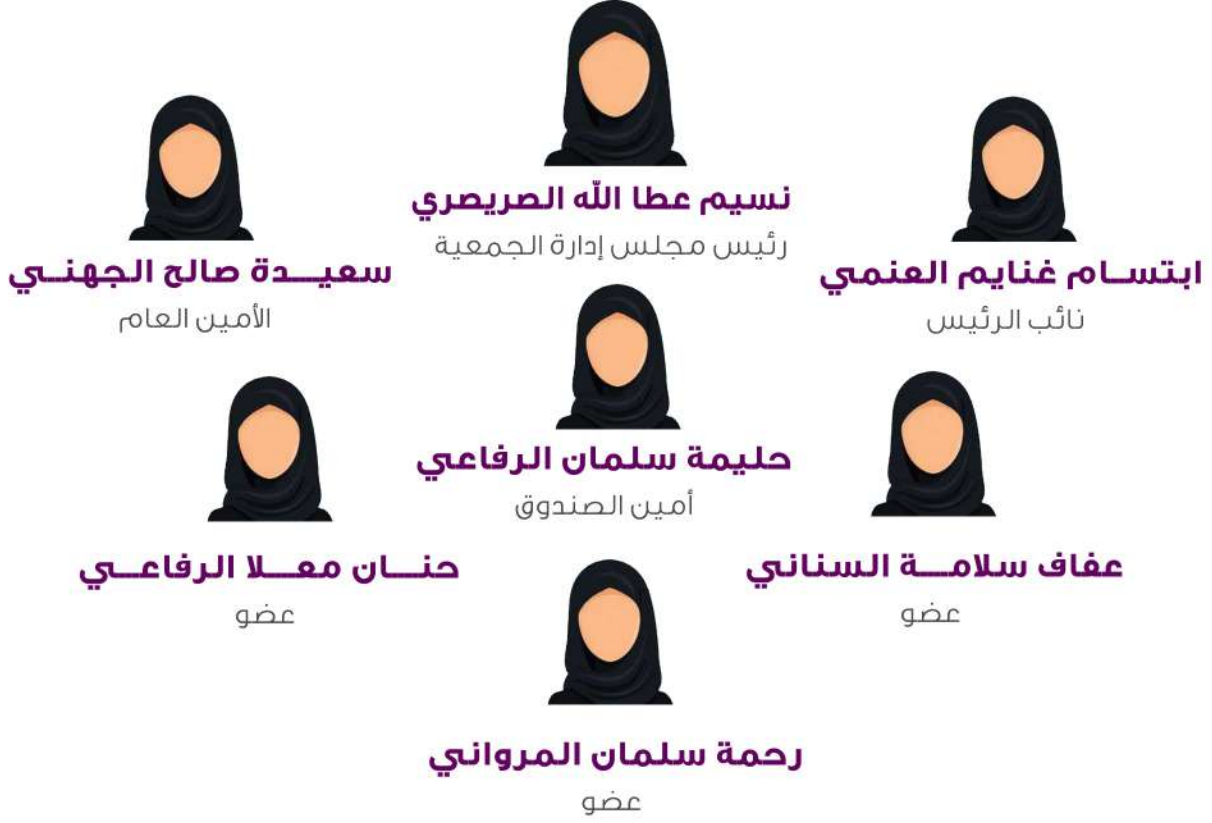 نسيم عطا الله الصريصري
رئيس مجلس إدارة الجمعية
ابتســام غنايم العنمي
نائب الرئيس
سعيـــدة صالح الجهنــي
الأمين العام
حليمة سلمان الرفاعي
أمين الصندوق
عفاف سلامـــة السناني
عضو
حنـــان معـــلا الرفاعـــي
عضو
رحمة سلمان المرواني
عضو